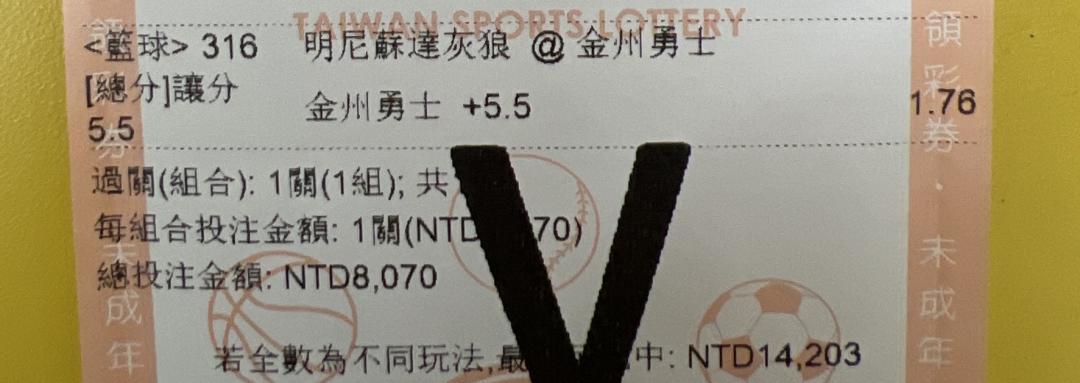 TAIWAN SPORTS LOTTERY
<籃球> 316 明尼蘇達灰狼 @ 金州勇士
[總分]讓分
5.5
金州勇士 +5.5 1.76
過關(組合): 1關(1組); 共
每組合投注金額: 1關(NTD 70)
總投注金額: NTD8,070
若全數為不同玩法,最 中: NTD14,203
領
彩
券
.
未
成
年
未
成
年